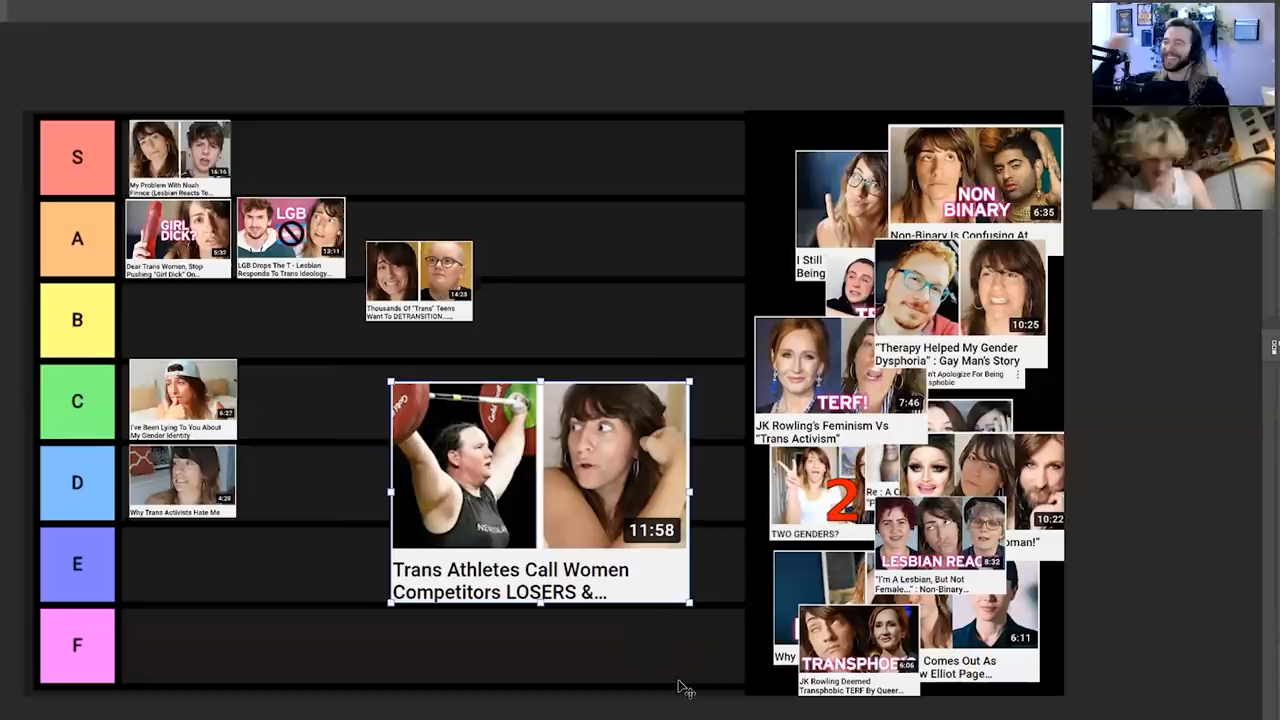 S
16:16
My Problem With Noah
Finnce (Lesbian Reacts To...
A
GIRL
DICK?
5:32
Dear Trans Women, Stop
Pushing "Girl Dick" On...
LGB
13:11
LGB Drops The T - Lesbian
Responds To Trans Ideology...
14:23
Thousands Of "Trans" Teens
Want To DETRANSITION......
B
C
6:27
I've Been Lying To You About
My Gender Identity
D
4:20
Why Trans Activists Hate Me
E
F
11:58
Trans Athletes Call Women
Competitors LOSERS &...
NON
BINARY
6:35
Non-Binary Is Confusing At
I Still
Being
10:25
"Therapy Helped My Gender
Dysphoria" : Gay Man's Story
n't Apologize For Being
sphobic
TERF!
7:46
JK Rowling's Feminism Vs
"Trans Activism"
2
TWO GENDERS?
Re : A C
10:22
oman!"
LESBIAN REAC
8:32
"I'm A Lesbian, But Not
Female..." : Non-Binary...
Why
TRANSPHOB
6:06
JK Rowling Deemed
Transphobic TERF By Queer...
6:11
Comes Out As
w Elliot Page...